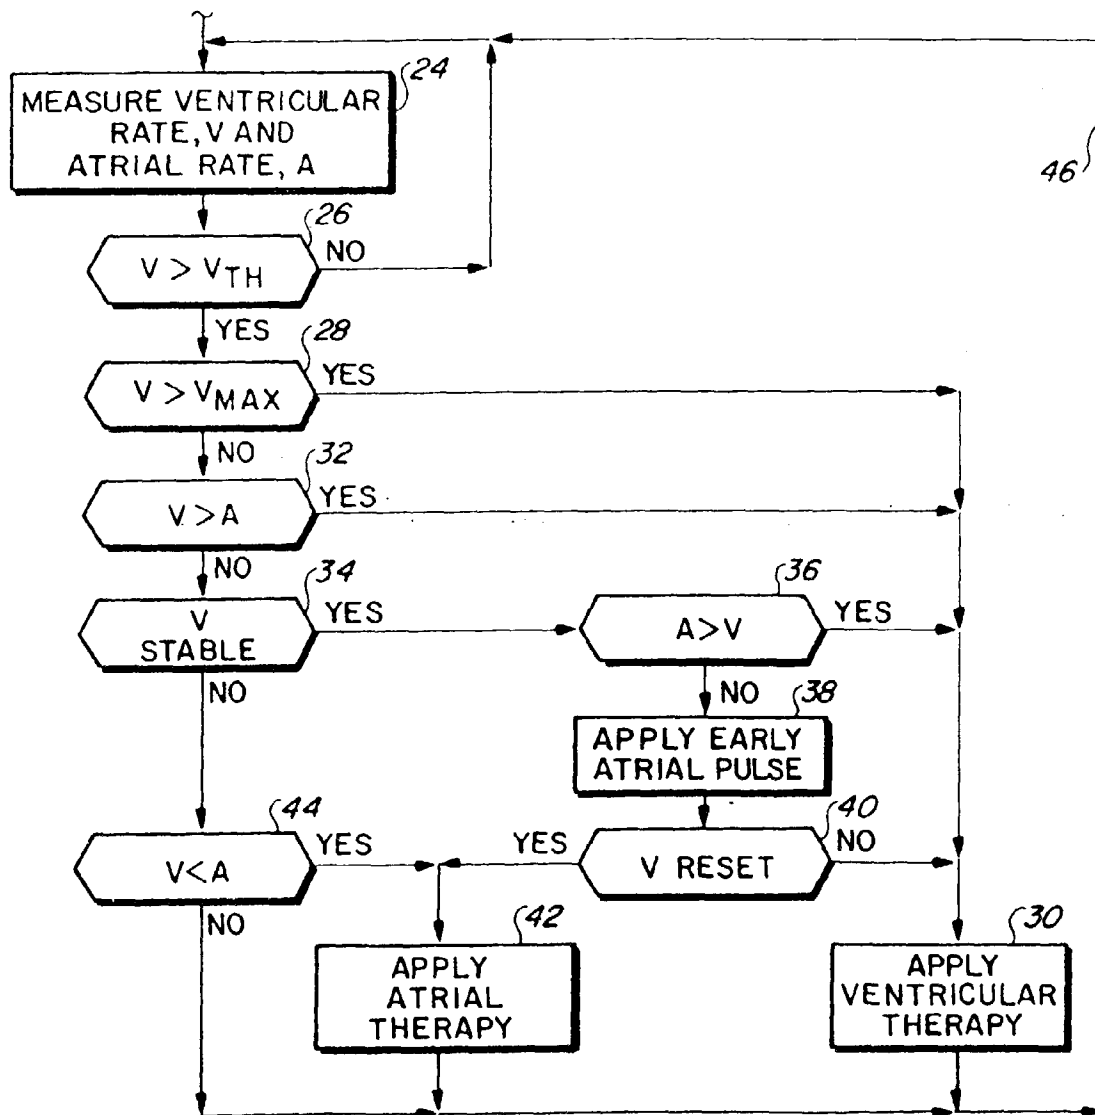 24
MEASURE VENTRICULAR
RATE, V AND
ATRIAL RATE, A
46
26
V > VTH
NO
YES
28
V > VMAX
YES
NO
32
V > A
YES
NO
34
V
STABLE
YES
36
A>V
YES
NO
NO
38
APPLY EARLY
ATRIAL PULSE
44
V<A
YES
YES
40
V RESET
NO
NO
42
APPLY
ATRIAL
THERAPY
30
APPLY
VENTRICULAR
THERAPY